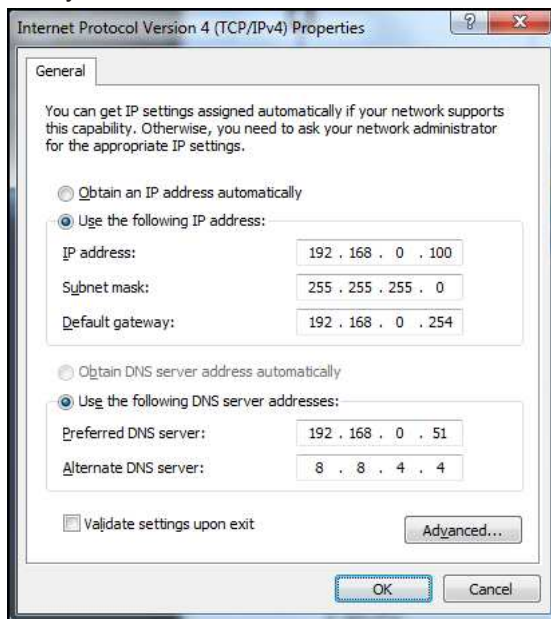 Internet Protocol Version 4 (TCP/IPv4) Properties
General
You can get IP settings assigned automatically if your network supports
this capability. Otherwise, you need to ask your network administrator
for the appropriate IP settings.
Obtain an IP address automatically
Use the following IP address:
IP address: 192 . 168 . 0 . 100
Subnet mask: 255 . 255 . 255 . 0
Default gateway: 192 . 168 . 0 . 254
Obtain DNS server address automatically
Use the following DNS server addresses:
Preferred DNS server: 192 . 168 . 0 . 51
Alternate DNS server: 8 . 8 . 4 . 4
Validate settings upon exit
Advanced...
OK Cancel